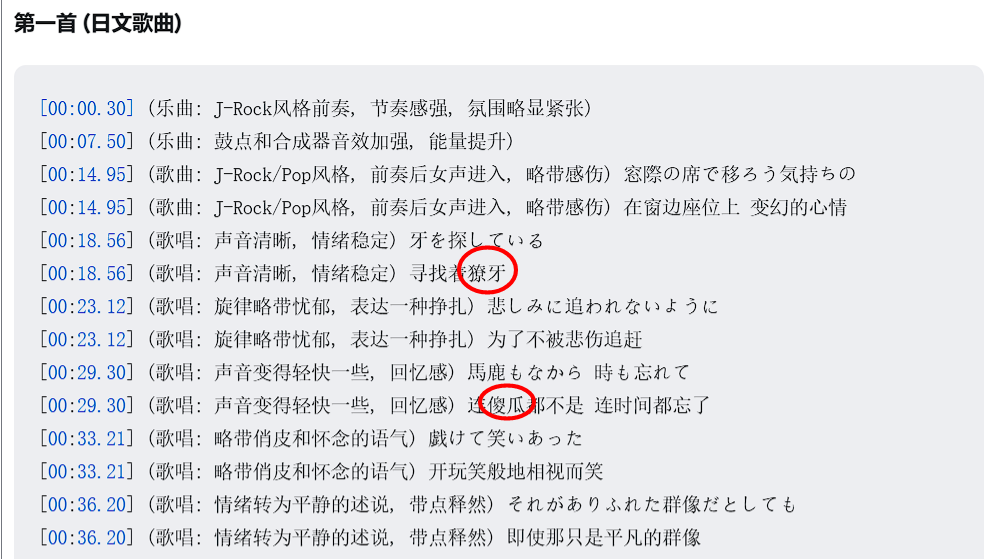 第一首 (日文歌曲)
[00:00.30] (乐曲: J-Rock风格前奏, 节奏感强, 氛围略显紧张)
[00:07.50] (乐曲: 鼓点和合成器音效加强, 能量提升)
[00:14.95] (歌曲: J-Rock/Pop风格, 前奏后女声进入, 略带感伤) 窓際の席で移ろう気持ちの
[00:14.95] (歌曲: J-Rock/Pop风格, 前奏后女声进入, 略带感伤) 在窗边座位上 变幻的心情
[00:18.56] (歌唱: 声音清晰, 情绪稳定) 牙を探している
[00:18.56] (歌唱: 声音清晰, 情绪稳定) 寻找着獠牙
[00:23.12] (歌唱: 旋律略带忧郁, 表达一种挣扎) 悲しみに追われないように
[00:23.12] (歌唱: 旋律略带忧郁, 表达一种挣扎) 为了不被悲伤追赶
[00:29.30] (歌唱: 声音变得轻快一些, 回忆感) 馬鹿もなから 時も忘れて
[00:29.30] (歌唱: 声音变得轻快一些, 回忆感) 连傻瓜都不是 连时间都忘了
[00:33.21] (歌唱: 略带俏皮和怀念的语气) 戯けて笑いあった
[00:33.21] (歌唱: 略带俏皮和怀念的语气) 开玩笑般地相视而笑
[00:36.20] (歌唱: 情绪转为平静的述说, 带点释然) それがありふれた群像だとしても
[00:36.20] (歌唱: 情绪转为平静的述说, 带点释然) 即使那只是平凡的群像